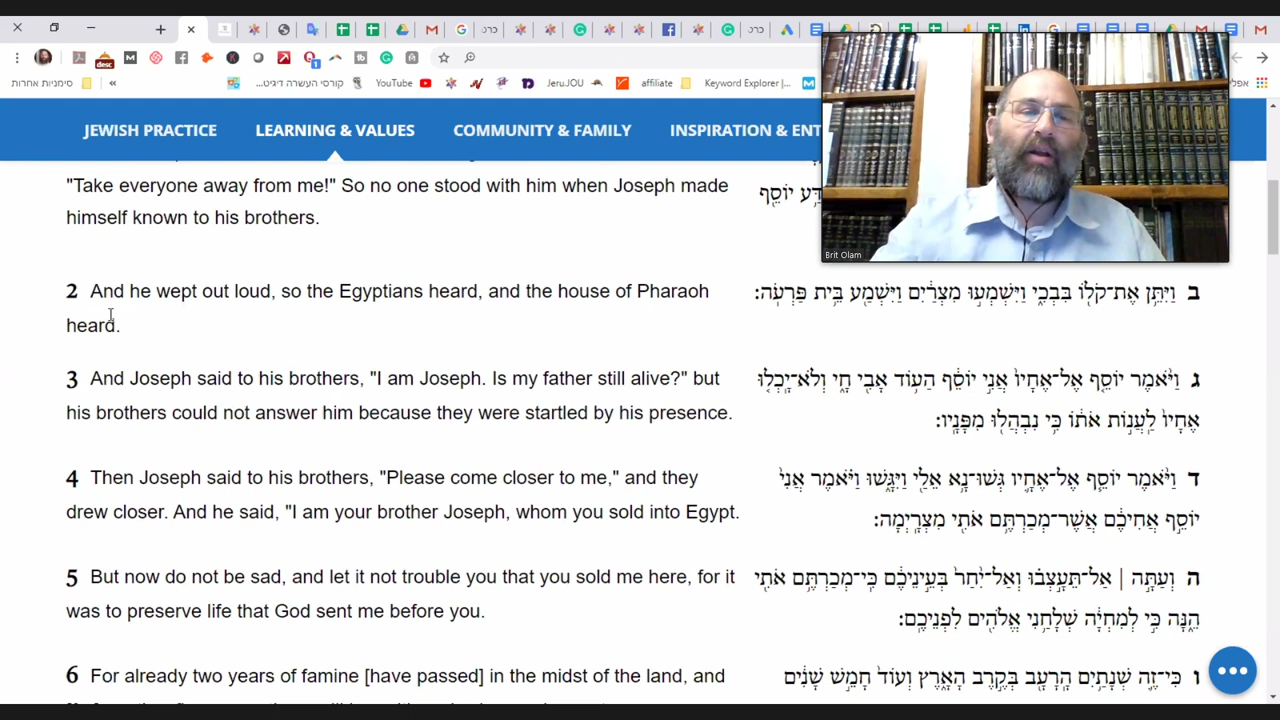 סימניות אחרות
קורסי העשרה דיגיט...
YouTube
Jeru.JOU
affiliate
Keyword Explorer |...
אפל
JEWISH PRACTICE
LEARNING & VALUES
COMMUNITY & FAMILY
INSPIRATION & ENT
Brit Olam
"Take everyone away from me!" So no one stood with him when Joseph made
himself known to his brothers.
2 And he wept out loud, so the Egyptians heard, and the house of Pharaoh
heard.
ב וַיִּתֵּ֥ן אֶת־קֹל֖וֹ בִּבְכִ֑י וַיִּשְׁמְע֣וּ מִצְרַ֔יִם וַיִּשְׁמַ֖ע בֵּ֥ית פַּרְעֹֽה:
3 And Joseph said to his brothers, "I am Joseph. Is my father still alive?" but
his brothers could not answer him because they were startled by his presence.
ג וַיֹּ֨אמֶר יוֹסֵ֤ף אֶל־אֶחָיו֙ אֲנִ֣י יוֹסֵ֔ף הַע֥וֹד אָבִ֖י חָ֑י וְלֹא־יָֽכְל֤וּ
אֶחָיו֙ לַֽעֲנ֣וֹת אֹת֔וֹ כִּ֥י נִבְהֲל֖וּ מִפָּנָֽיו:
4 Then Joseph said to his brothers, "Please come closer to me," and they
drew closer. And he said, "I am your brother Joseph, whom you sold into Egypt.
ד וַיֹּ֨אמֶר יוֹסֵ֧ף אֶל־אֶחָ֛יו גְּשׁוּ־נָ֥א אֵלַ֖י וַיִּגָּ֑שׁוּ וַיֹּ֗אמֶר אֲנִי֙
יוֹסֵ֣ף אֲחִיכֶ֔ם אֲשֶׁר־מְכַרְתֶּ֥ם אֹתִ֖י מִצְרָֽיְמָה:
5 But now do not be sad, and let it not trouble you that you sold me here, for it
was to preserve life that God sent me before you.
ה וְעַתָּ֣ה | אַל־תֵּעָ֣צְב֗וּ וְאַל־יִ֨חַר֙ בְּעֵ֣ינֵיכֶ֔ם כִּֽי־מְכַרְתֶּ֥ם אֹתִ֖י
הֵ֑נָּה כִּ֣י לְמִֽחְיָ֔ה שְׁלָחַ֥נִי אֱלֹהִ֖ים לִפְנֵיכֶֽם:
6 For already two years of famine [have passed] in the midst of the land, and
ו כִּי־זֶ֛ה שְׁנָתַ֥יִם הָֽרָעָ֖ב בְּקֶ֣רֶב הָאָ֑רֶץ וְעוֹד֙ חָמֵ֣שׁ שָׁנִ֔ים